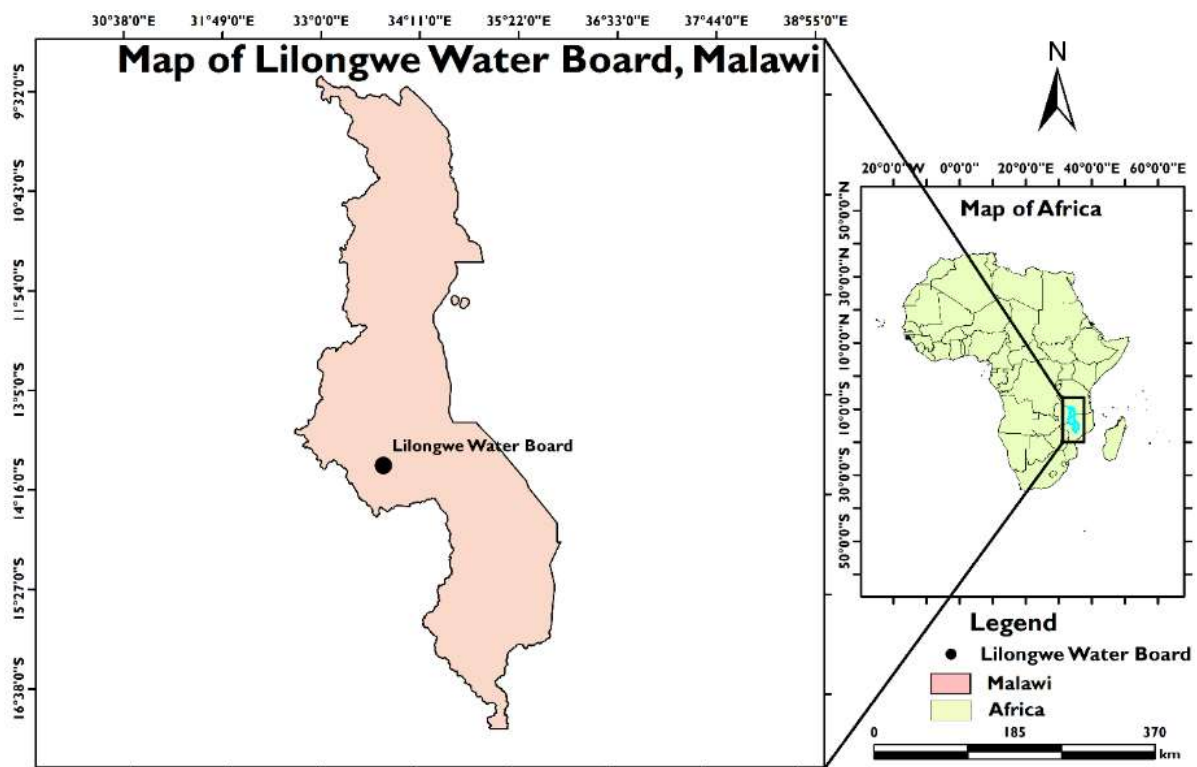 30°38'0"E 31°49'0"E 33°0'0"E 34°11'0"E 35°22'0"E 36°33'0"E 37°44'0"E 38°55'0"E
Map of Lilongwe Water Board, Malawi
9°32'0"S
10°43'0"S
11°54'0"S
13°5'0"S
14°16'0"S
15°27'0"S
16°38'0"S
Lilongwe Water Board
N
20°0'0"W 0°0'0" 20°0'0"E 40°0'0"E 60°0'0"E
Map of Africa
50°0'0"N
30°0'0"N
10°0'0"N
10°0'0"S
30°0'0"S
50°0'0"S
Legend
Lilongwe Water Board
Malawi
Africa
0 185 370
km